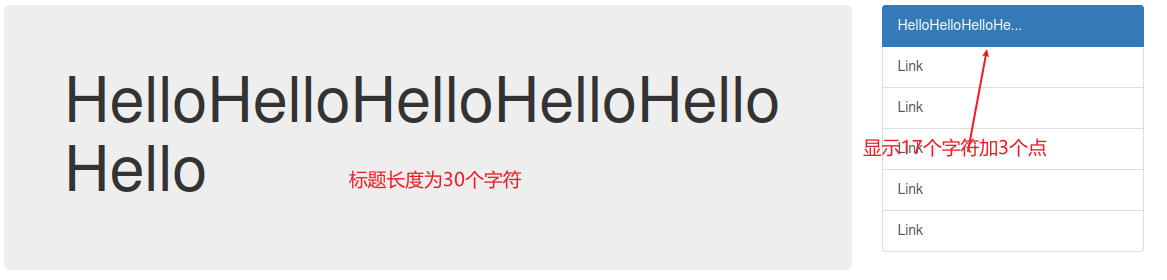 HelloHelloHelloHelloHello
Hello
标题长度为30个字符
HelloHelloHelloHe...
Link
Link
Link
显示17个字符加3个点
Link
Link